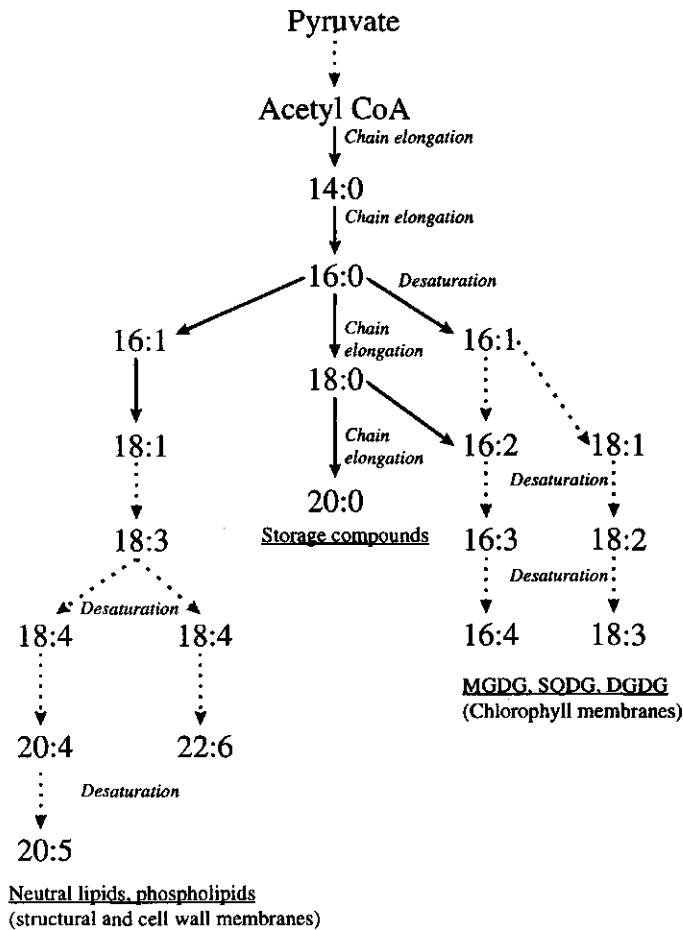 Pyruvate
Acetyl CoA
Chain elongation
14:0
Chain elongation
16:0
Desaturation
16:1
Chain
elongation
16:1
18:0
18:1
Chain
elongation
16:2
18:1
Desaturation
20:0
Storage compounds
18:3
16:3
18:2
Desaturation
Desaturation
18:4
18:4
16:4
18:3
MGDG, SQDG, DGDG
(Chlorophyll membranes)
20:4
22:6
Desaturation
20:5
Neutral lipids, phospholipids
(structural and cell wall membranes)